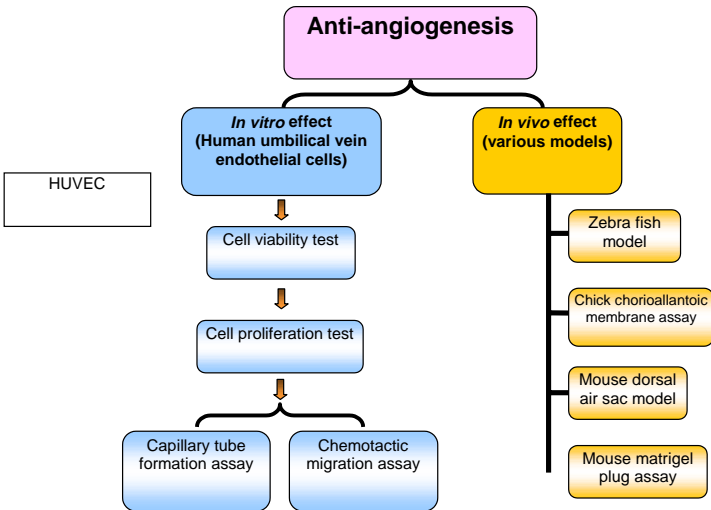 Anti-angiogenesis
In vitro effect
(Human umbilical vein
endothelial cells)
In vivo effect
(various models)
HUVEC
Cell viability test
Cell proliferation test
Capillary tube
formation assay
Chemotactic
migration assay
Zebra fish
model
Chick chorioallantoic
membrane assay
Mouse dorsal
air sac model
Mouse matrigel
plug assay